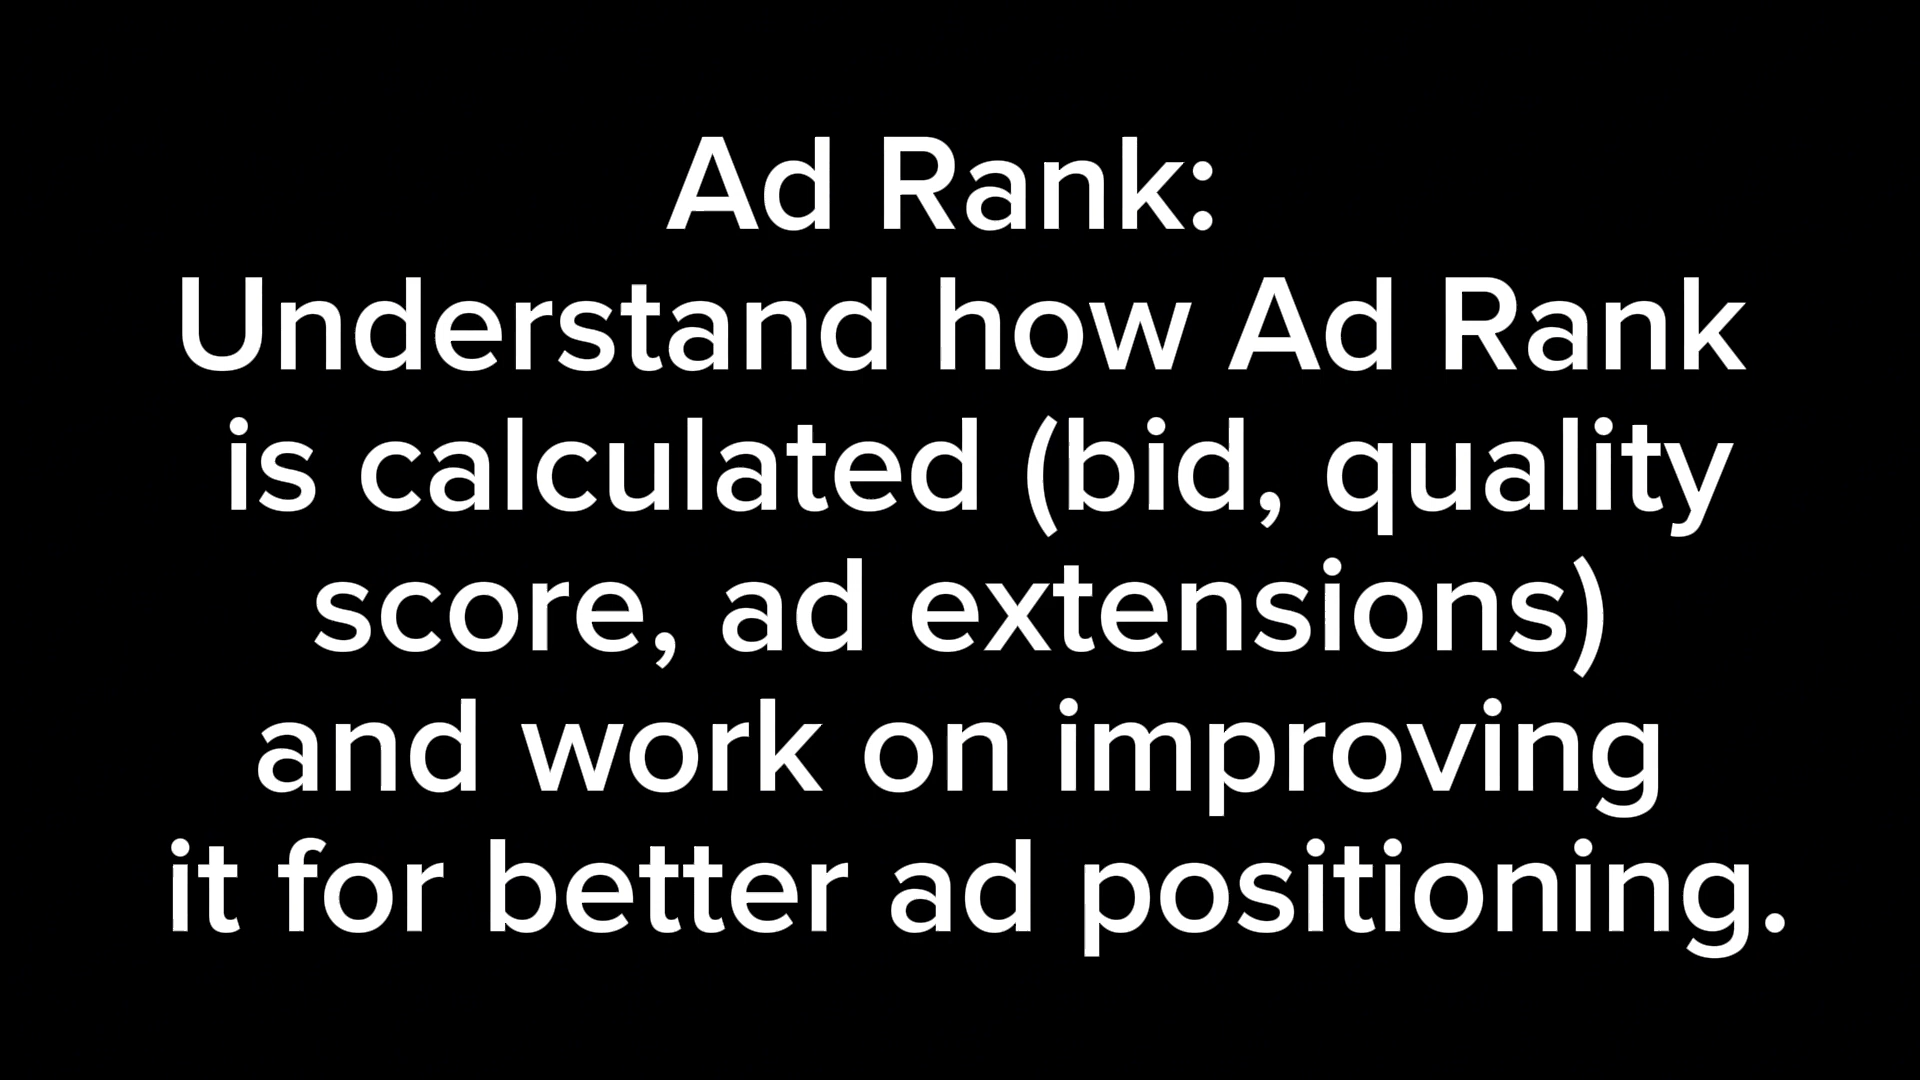 Ad Rank:
Understand how Ad Rank
is calculated (bid, quality
score, ad extensions)
and work on improving
it for better ad positioning.